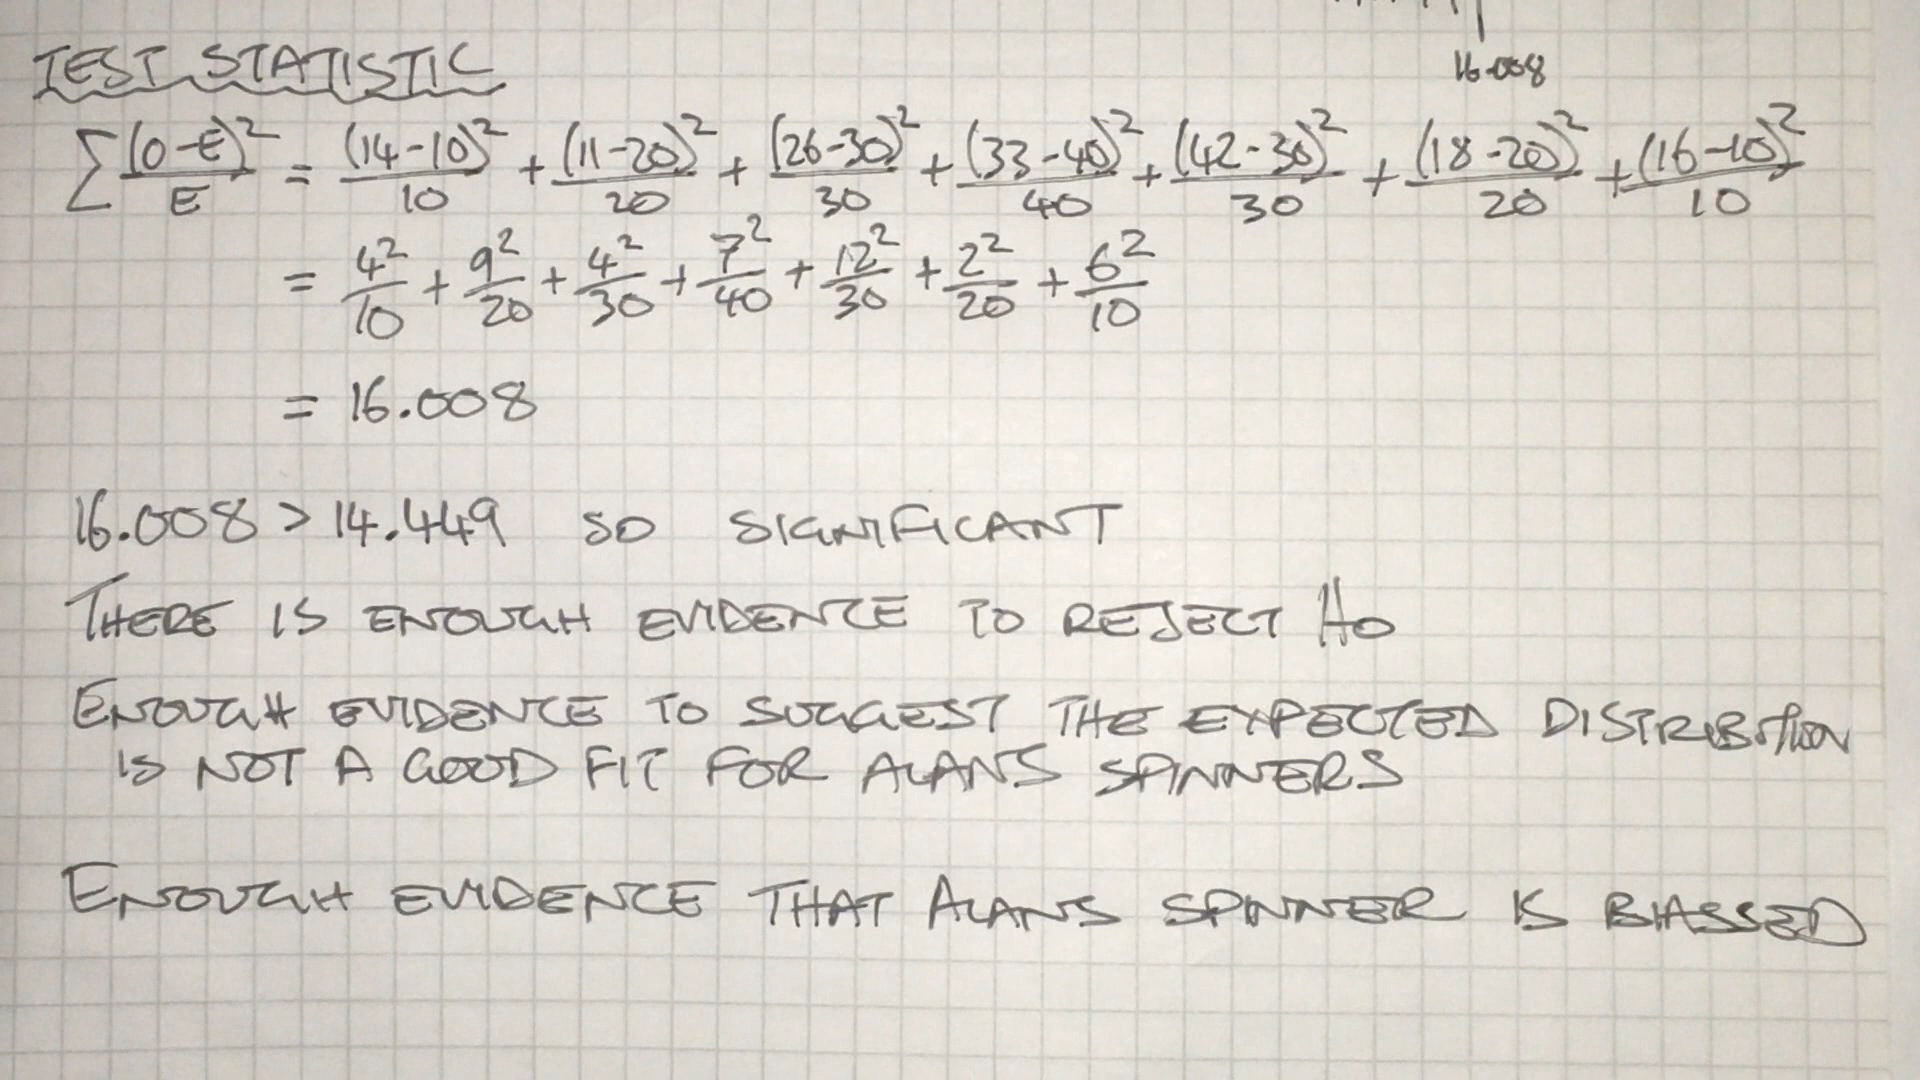 16.008
TEST STATISTIC
∑ (O-E)²/E = (14-10)²/10 + (11-20)²/20 + (26-30)²/30 + (33-40)²/40 + (42-30)²/30 + (18-20)²/20 + (16-10)²/10
= 4²/10 + 9²/20 + 4²/30 + 7²/40 + 12²/30 + 2²/20 + 6²/10
= 16.008
16.008 > 14.449 SO SIGNIFICANT
THERE IS ENOUGH EVIDENCE TO REJECT H0
ENOUGH EVIDENCE TO SUGGEST THE EXPECTED DISTRIBUTION
IS NOT A GOOD FIT FOR ALANS SPINNERS
ENOUGH EVIDENCE THAT ALANS SPINNER IS BIASSED